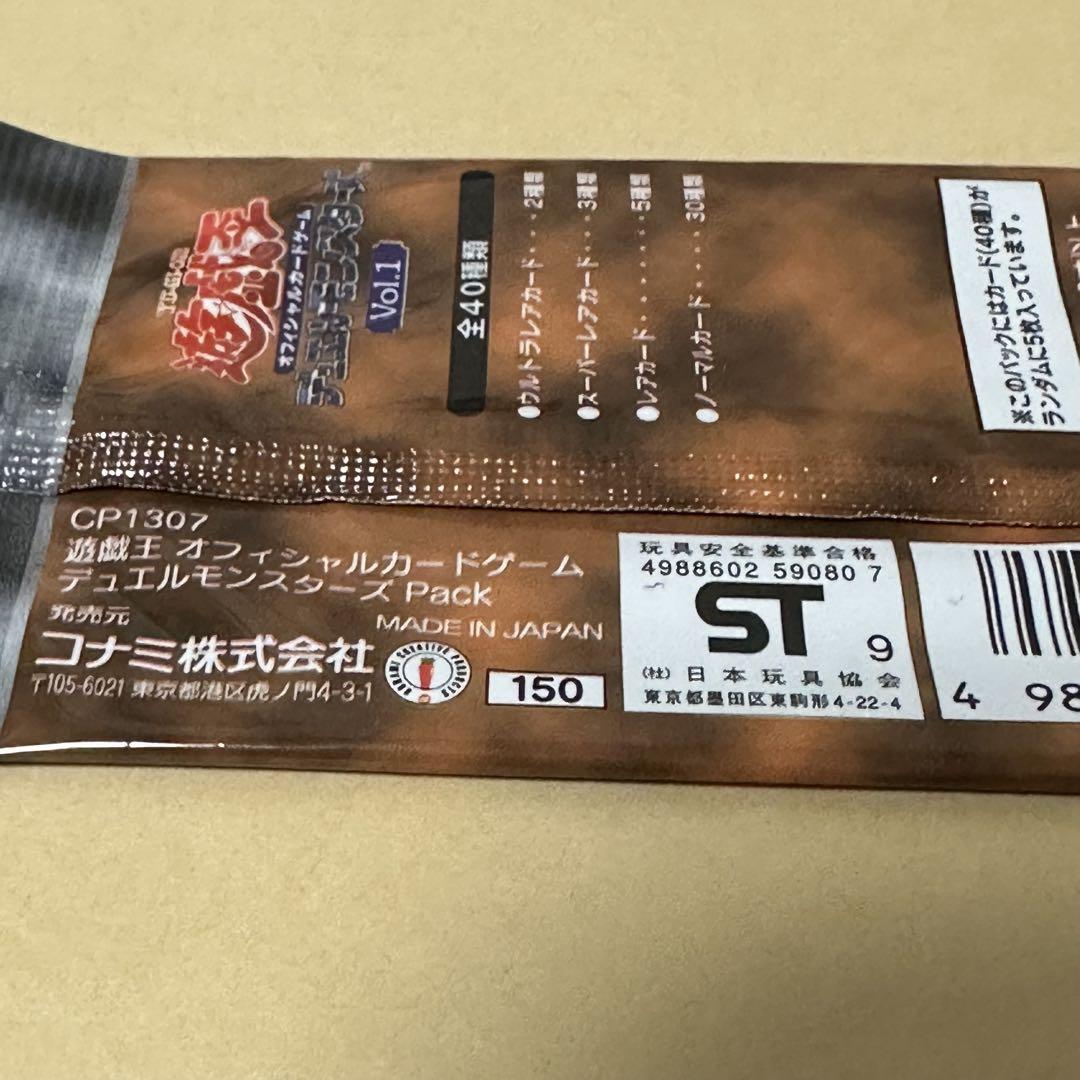 YU-GI-OH
遊戯王
オフィシャルカードゲーム
デュエルモンスターズ
Vol.1
全40種類
●ウルトラレアカード・・・2種類
●スーパーレアカード・・・3種類
●レアカード・・・・・・・5種類
●ノーマルカード・・・・・30種類
※このパックにはカード(40種)が
ランダムに5枚入っています。
CP1307
遊戯王 オフィシャルカードゲーム
デュエルモンスターズ Pack
発売元
MADE IN JAPAN
コナミ株式会社
KONAMI CREATIVE PRODUCTS
〒105-6021 東京都港区虎ノ門4-3-1
150
玩具安全基準合格
4988602 59080 7
ST
9
(社) 日本玩具協会
東京都墨田区東駒形4-22-4
4 98